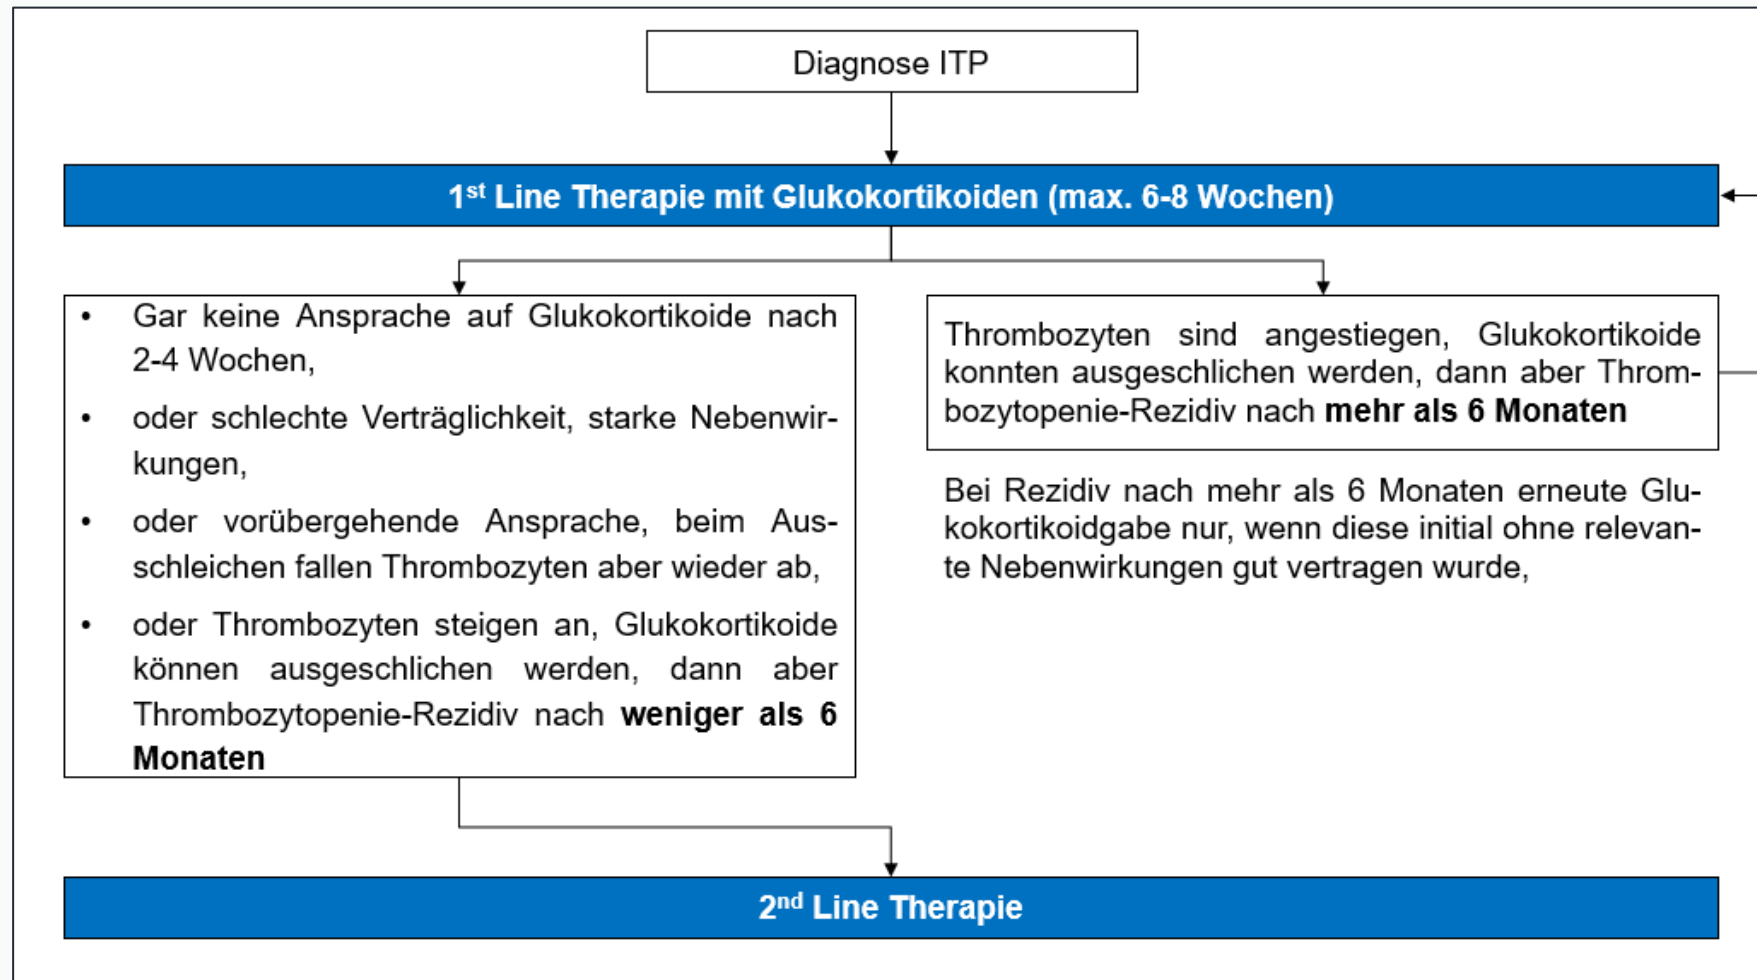 Diagnose ITP
1st Line Therapie mit Glukokortikoiden (max. 6-8 Wochen)
• Gar keine Ansprache auf Glukokortikoide nach
2-4 Wochen,
• oder schlechte Verträglichkeit, starke Nebenwir-
kungen,
• oder vorübergehende Ansprache, beim Aus-
schleichen fallen Thrombozyten aber wieder ab,
• oder Thrombozyten steigen an, Glukokortikoide
können ausgeschlichen werden, dann aber
Thrombozytopenie-Rezidiv nach weniger als 6
Monaten
Thrombozyten sind angestiegen, Glukokortikoide
konnten ausgeschlichen werden, dann aber Throm-
bozytopenie-Rezidiv nach mehr als 6 Monaten
Bei Rezidiv nach mehr als 6 Monaten erneute Glu-
kokortikoidgabe nur, wenn diese initial ohne relevan-
te Nebenwirkungen gut vertragen wurde,
2nd Line Therapie